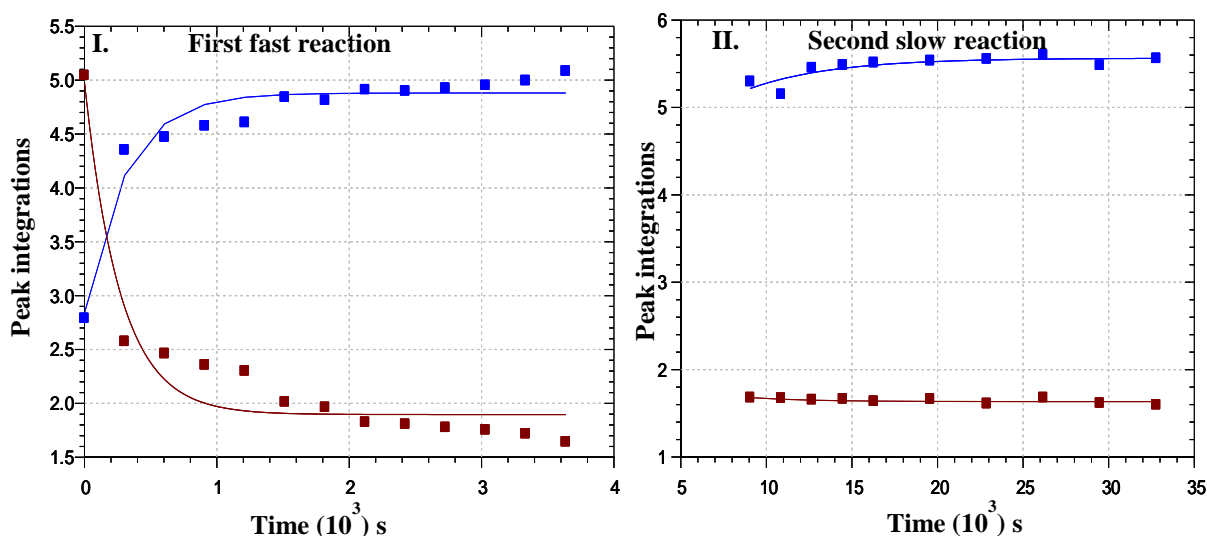 I. First fast reaction
Peak integrations
5.5
5.0
4.5
4.0
3.5
3.0
2.5
2.0
1.5
0 1 2 3 4
Time (10^3) s
II. Second slow reaction
Peak integrations
6
5
4
3
2
1
5 10 15 20 25 30 35
Time (10^3) s